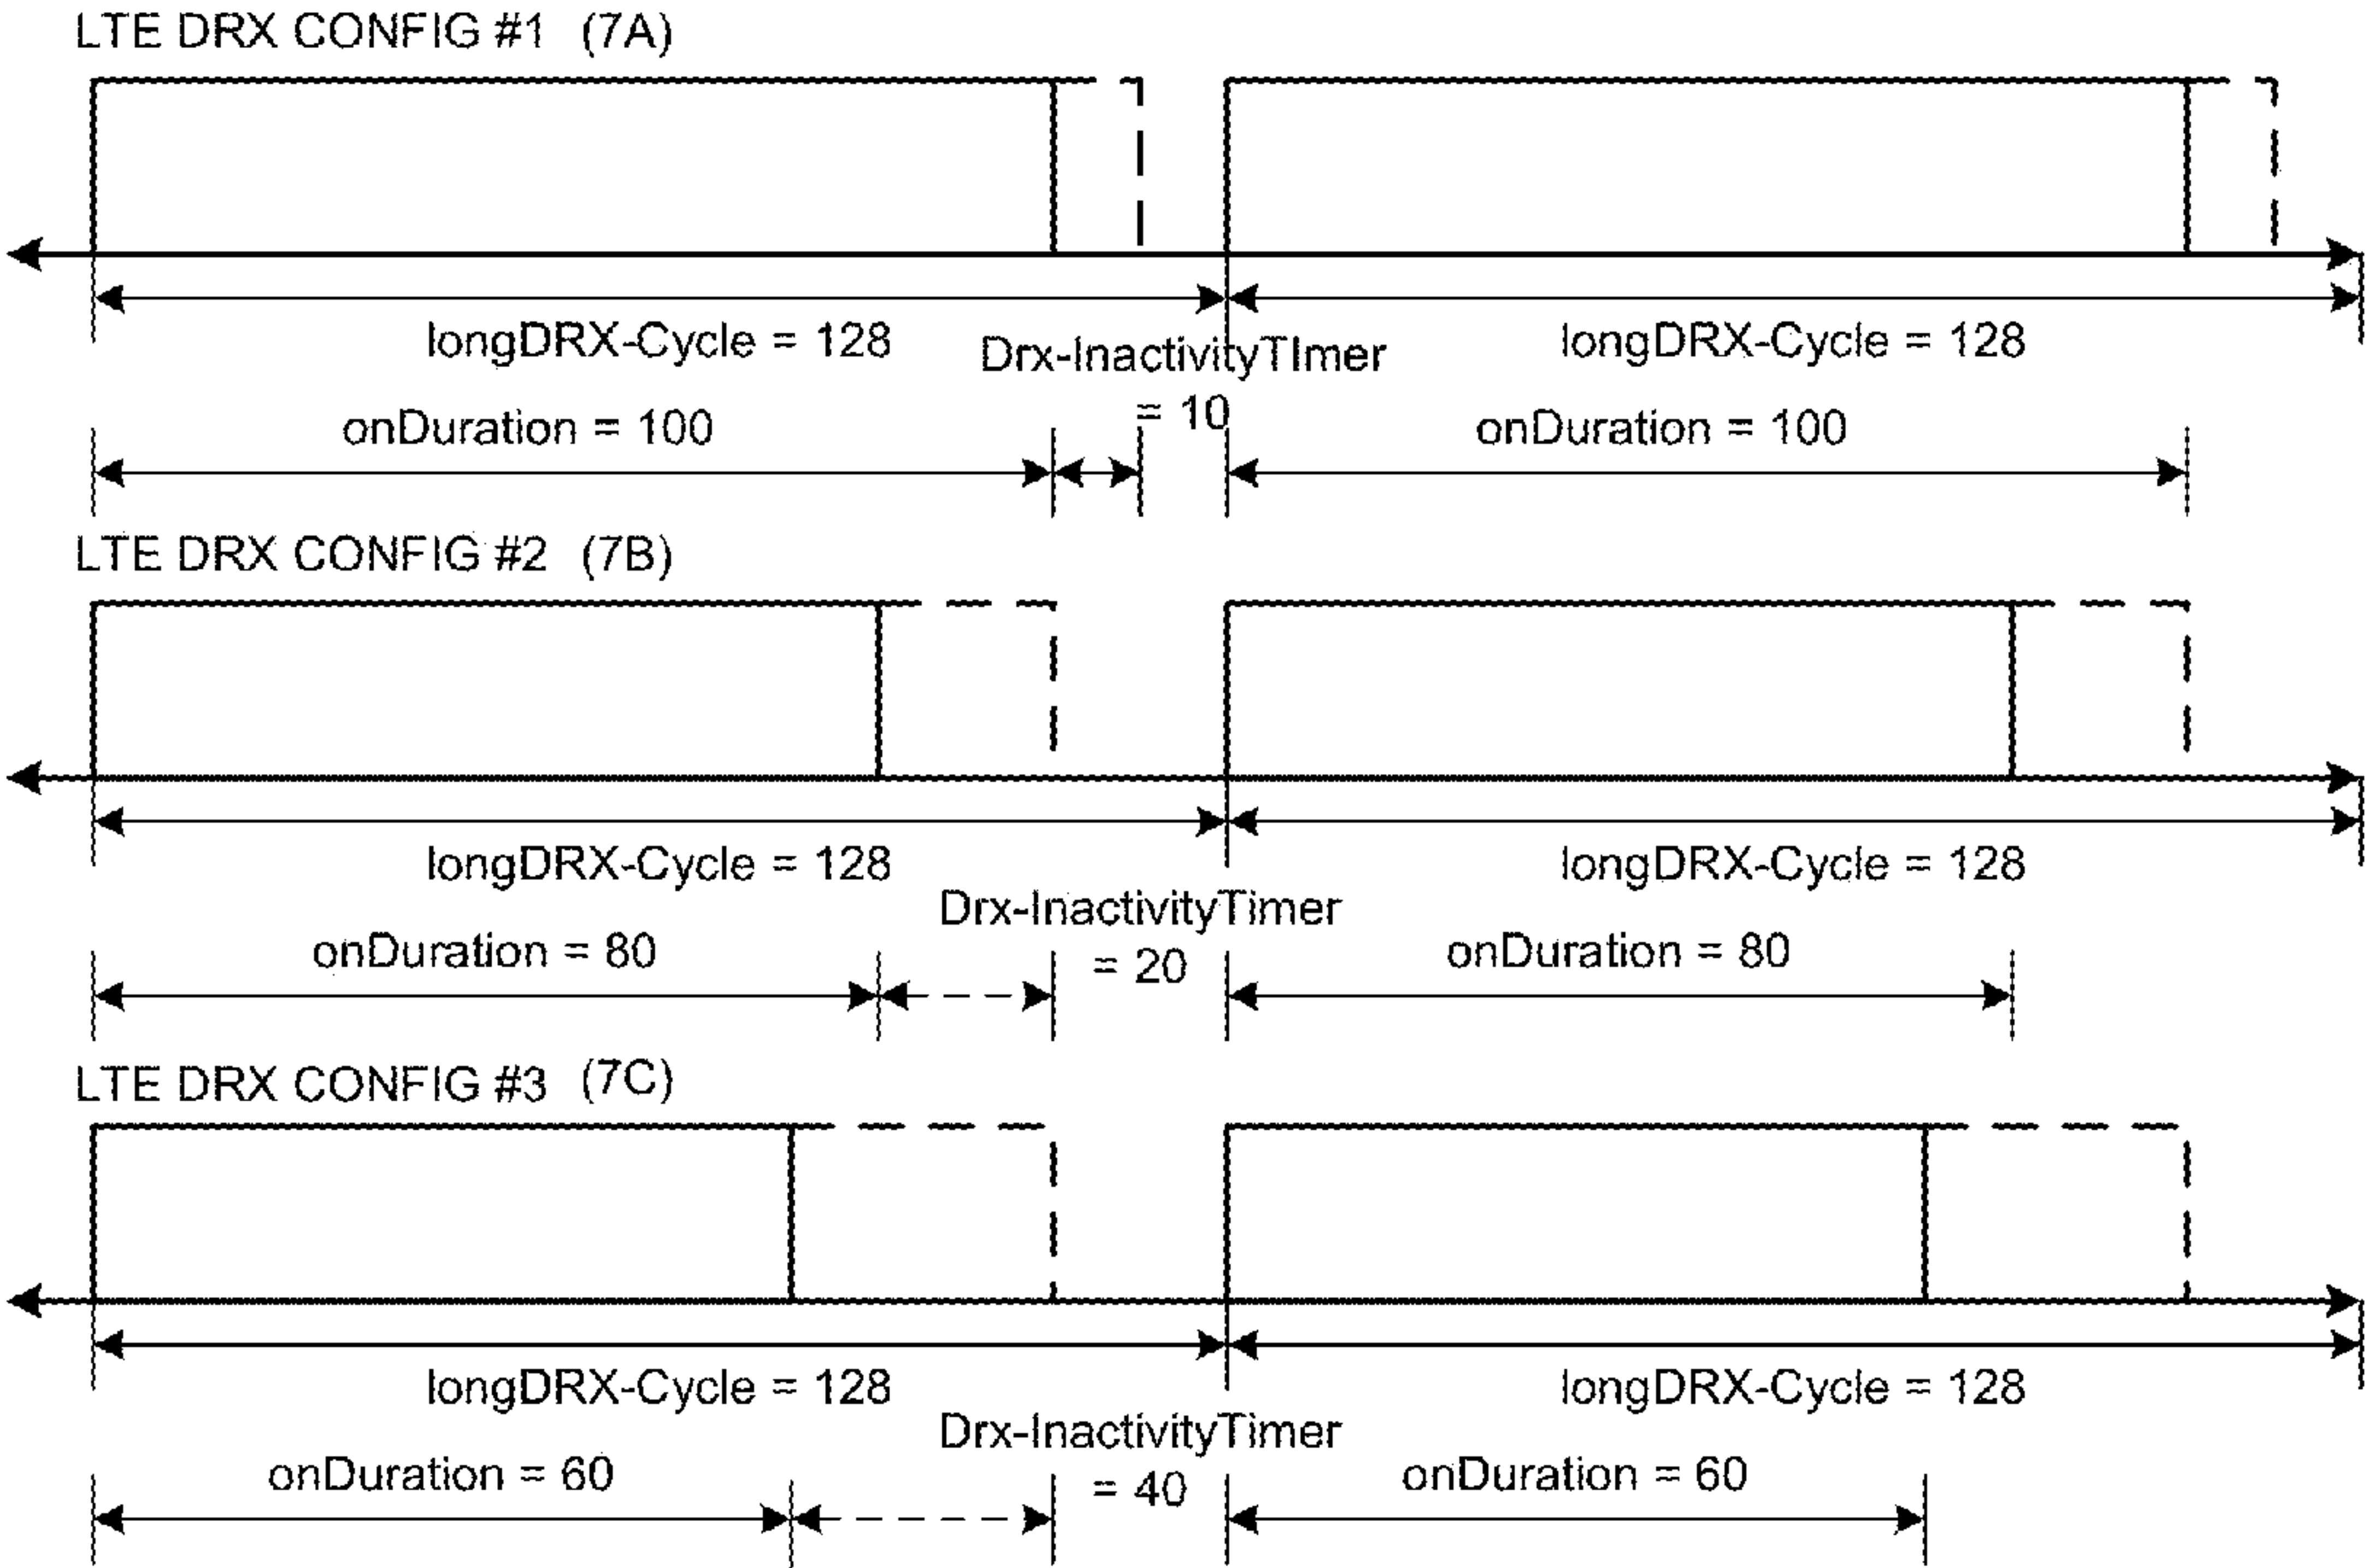 LTE DRX CONFIG #1 (7A)
longDRX-Cycle = 128
longDRX-Cycle = 128
Drx-InactivityTImer
= 10
onDuration = 100
onDuration = 100
LTE DRX CONFIG #2 (7B)
longDRX-Cycle = 128
longDRX-Cycle = 128
Drx-InactivityTimer
= 20
onDuration = 80
onDuration = 80
LTE DRX CONFIG #3 (7C)
longDRX-Cycle = 128
longDRX-Cycle = 128
Drx-InactivityTimer
= 40
onDuration = 60
onDuration = 60